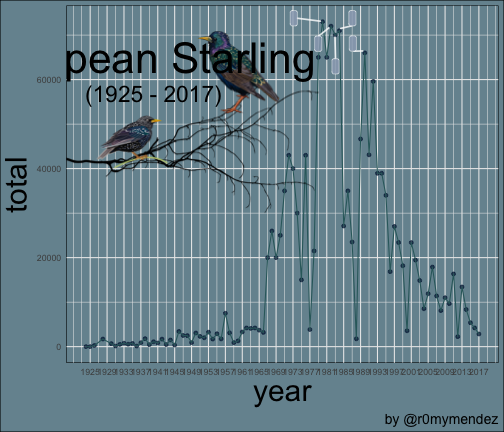 pean Starling
(1925 - 2017)
60000
40000
20000
0
total
1925 1929 1933 1937 1941 1945 1949 1953 1957 1961 1965 1969 1973 1977 1981 1985 1989 1993 1997 2001 2005 2009 2013 2017
year
by @r0mymendez